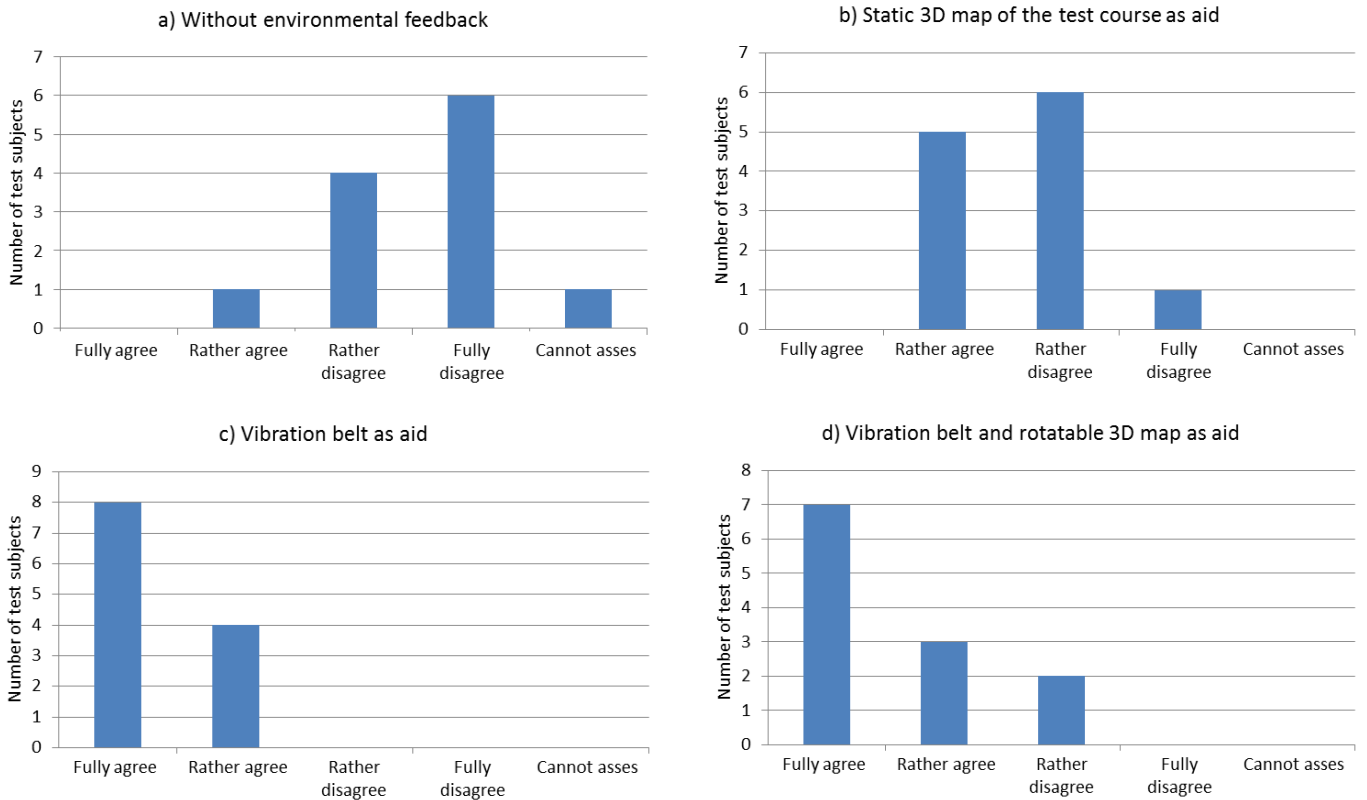 a) Without environmental feedback
Number of test subjects
7
6
5
4
3
2
1
0
Fully agree
Rather agree
Rather
disagree
Fully
disagree
Cannot asses
b) Static 3D map of the test course as aid
Number of test subjects
7
6
5
4
3
2
1
0
Fully agree
Rather agree
Rather
disagree
Fully
disagree
Cannot asses
c) Vibration belt as aid
Number of test subjects
9
8
7
6
5
4
3
2
1
0
Fully agree
Rather agree
Rather
disagree
Fully
disagree
Cannot asses
d) Vibration belt and rotatable 3D map as aid
Number of test subjects
8
7
6
5
4
3
2
1
0
Fully agree
Rather agree
Rather
disagree
Fully
disagree
Cannot asses